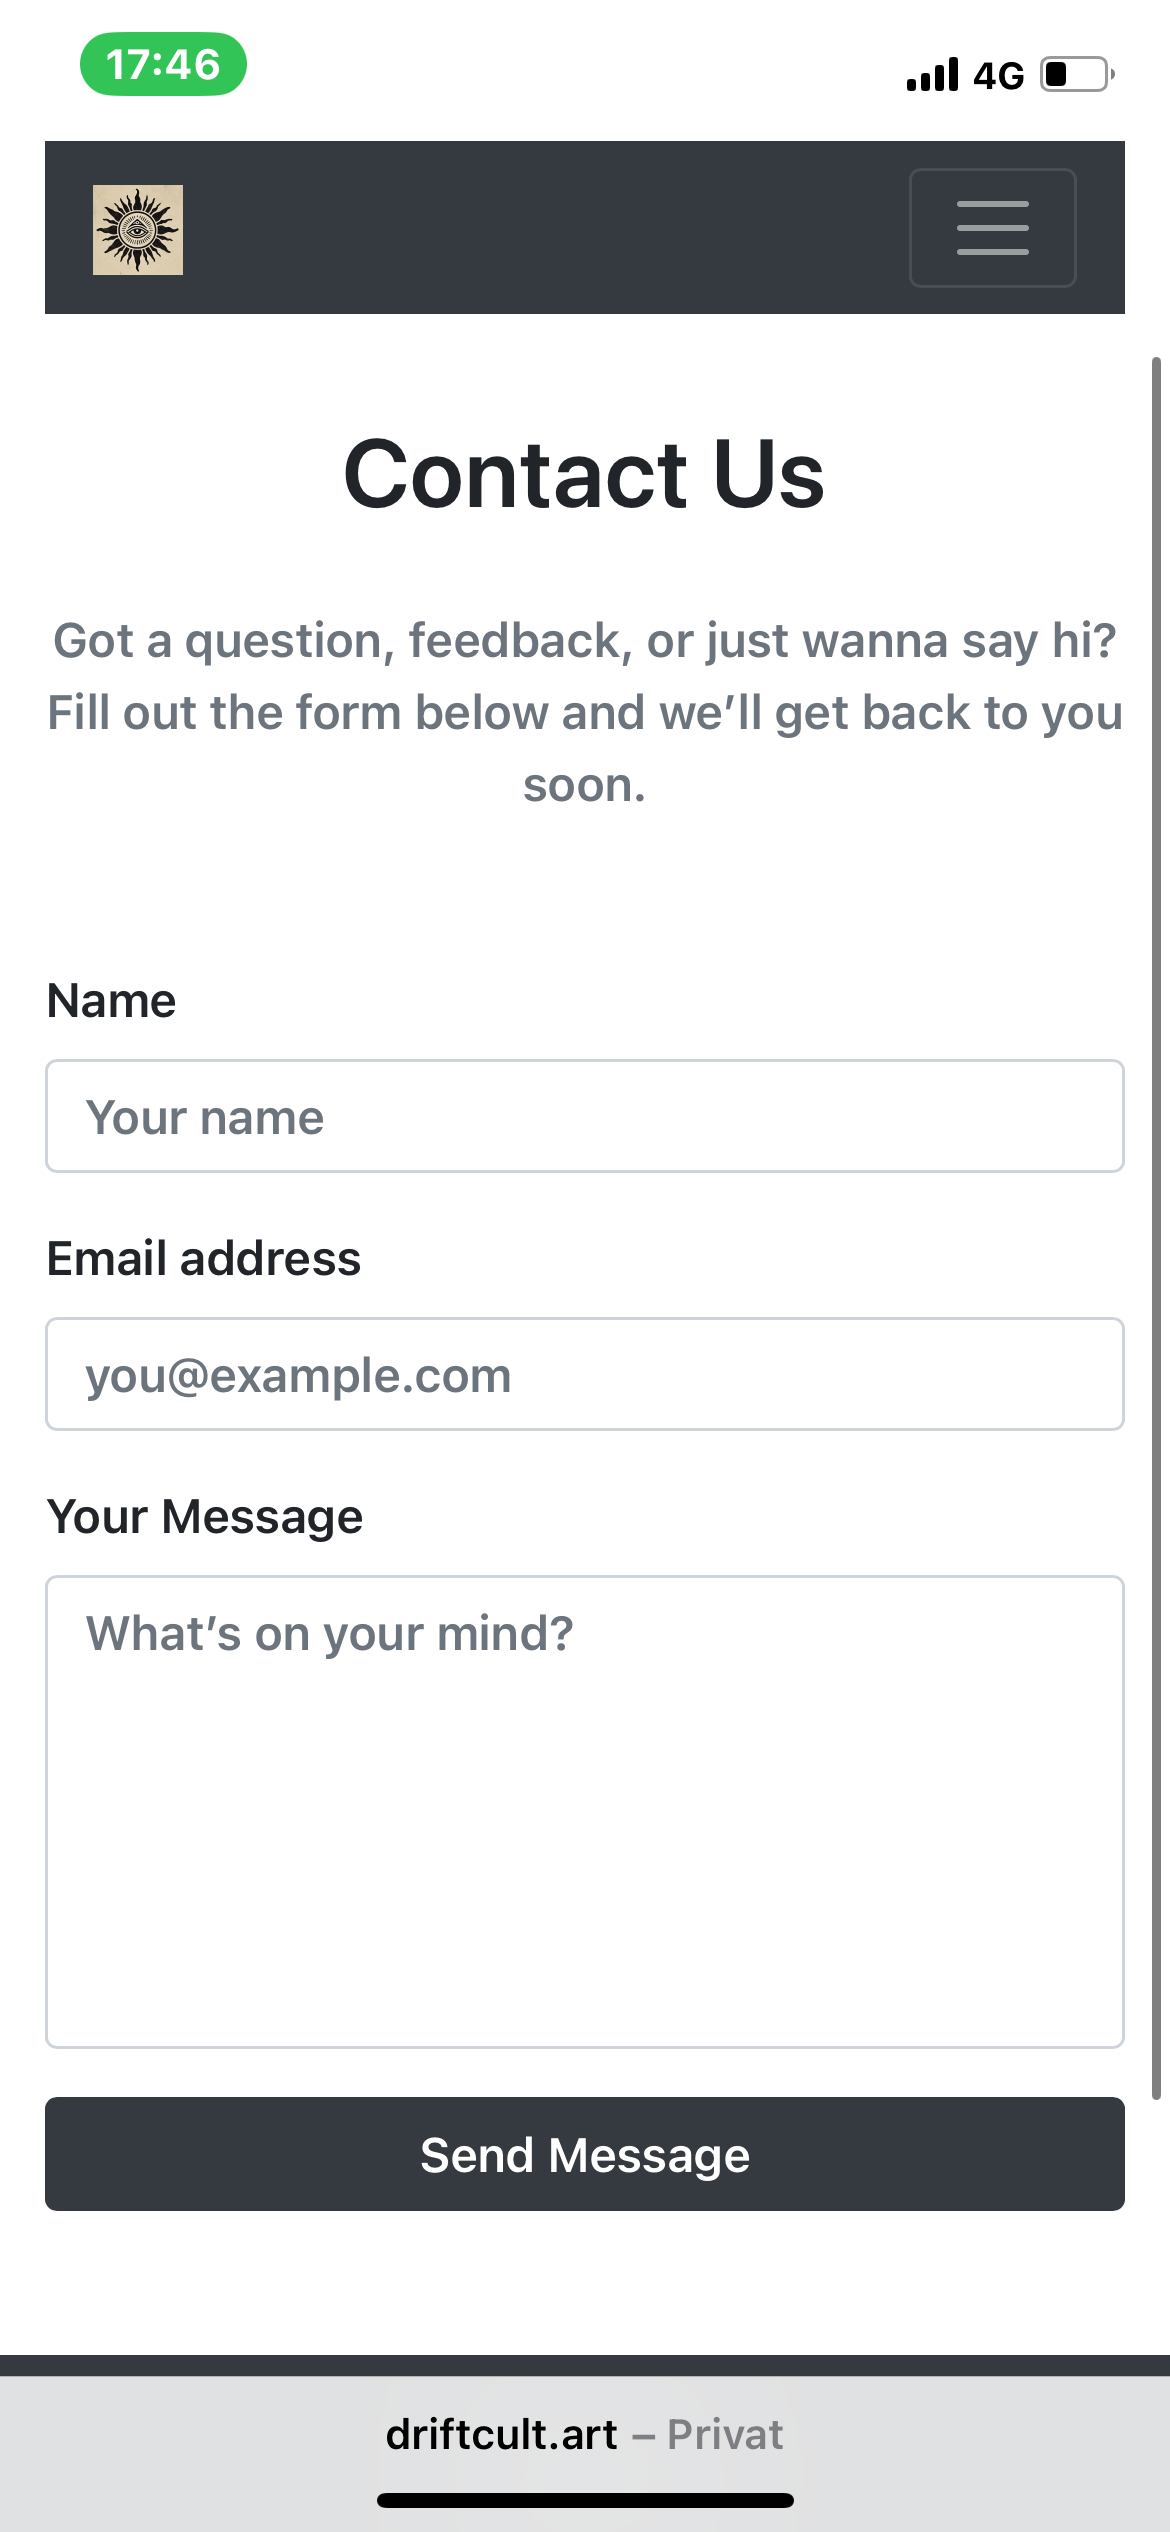 17:46
4G
Contact Us
Got a question, feedback, or just wanna say hi?
Fill out the form below and we’ll get back to you
soon.
Name
Your name
Email address
you@example.com
Your Message
What’s on your mind?
Send Message
driftcult.art – Privat